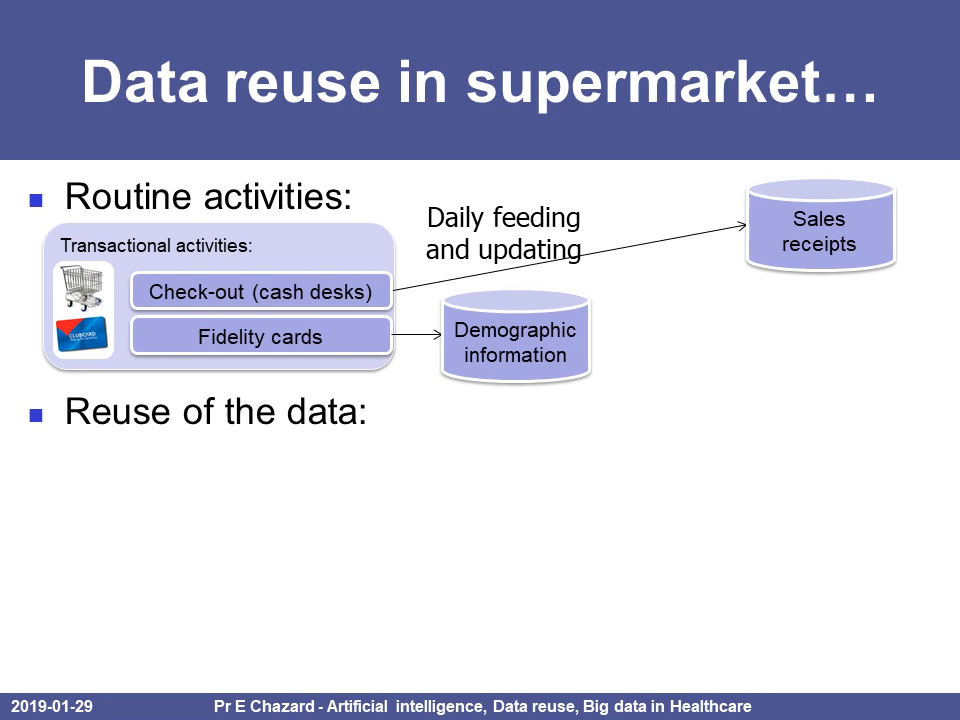 Data reuse in supermarket…
Routine activities:
Transactional activities:
Check-out (cash desks)
Fidelity cards
CLUBCARD
Daily feeding
and updating
Sales
receipts
Demographic
information
Reuse of the data:
2019-01-29
Pr E Chazard - Artificial intelligence, Data reuse, Big data in Healthcare